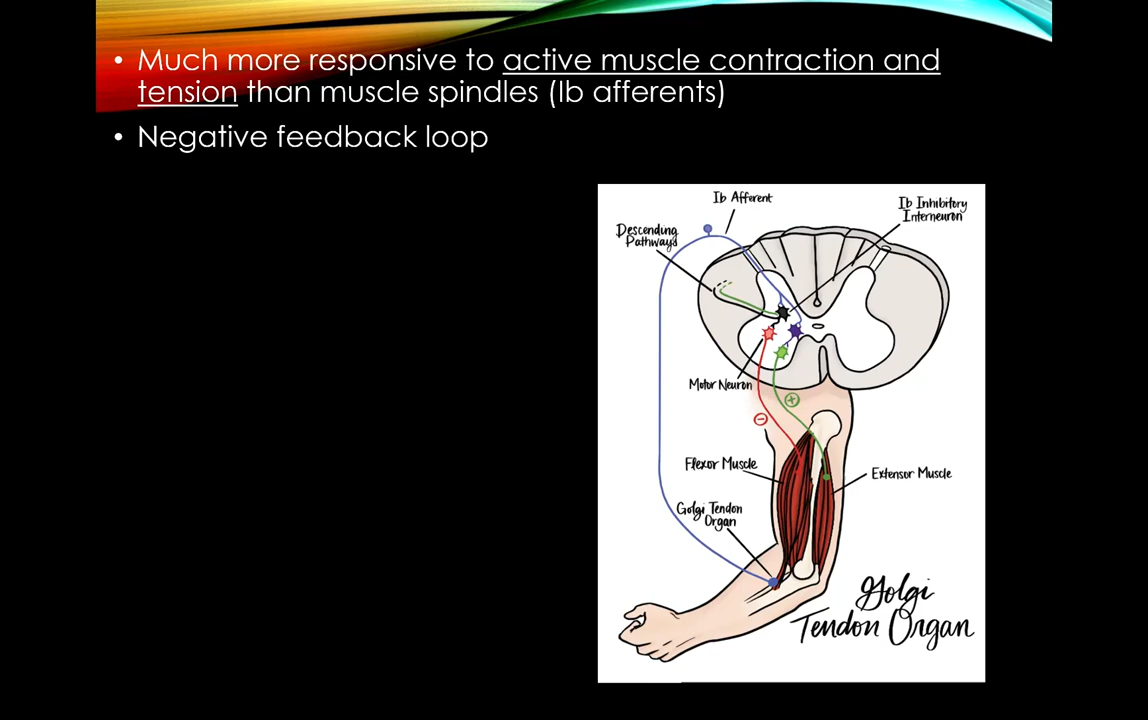 • Much more responsive to active muscle contraction and
tension than muscle spindles (Ib afferents)
• Negative feedback loop
Ib Afferent
Ib Inhibitory
Interneuron
Descending
Pathways
Motor Neuron
+
−
Flexor Muscle
Extensor Muscle
Golgi Tendon
Organ
Golgi
Tendon Organ